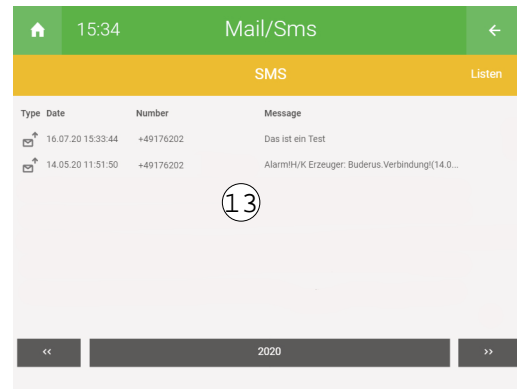 15:34 Mail/Sms
SMS Listen
Type Date Number Message
16.07.20 15:33:44 +49176202 Das ist ein Test
14.05.20 11:51:50 +49176202 Alarm!H/K Erzeuger: Buderus.Verbindung!(14.0...
13
<< 2020 >>